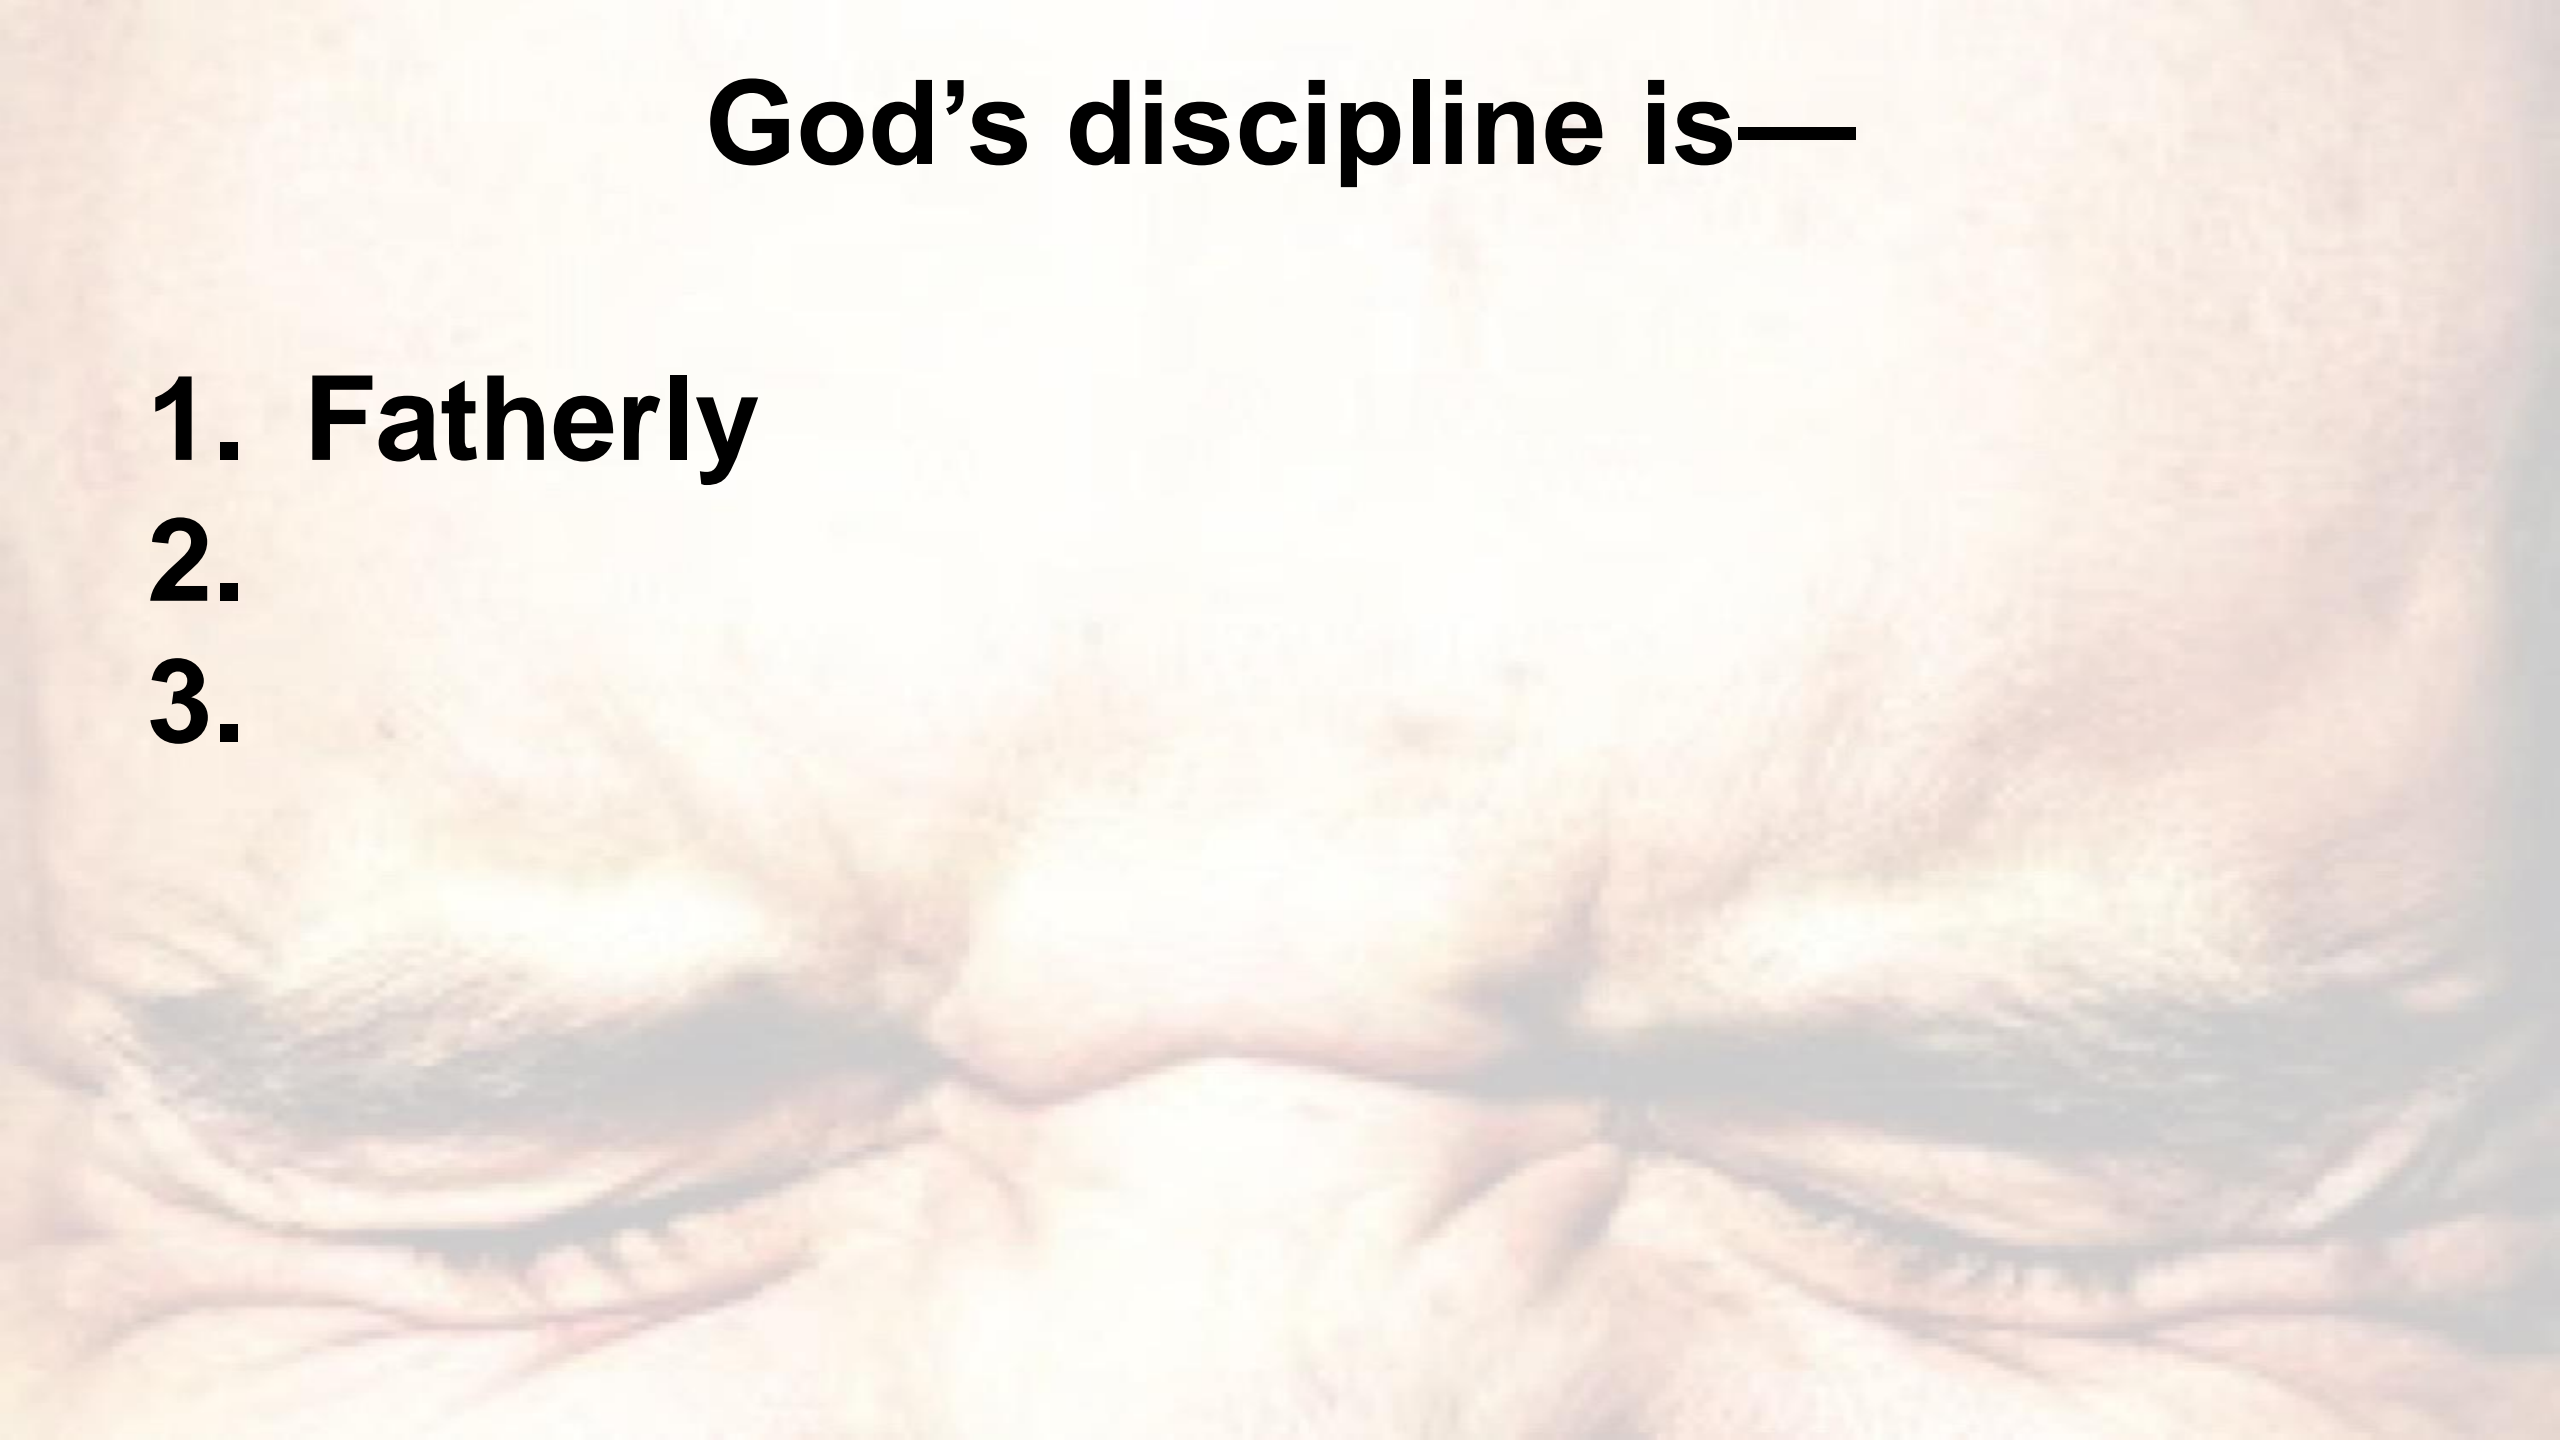 God’s discipline is—
1. Fatherly
2.
3.